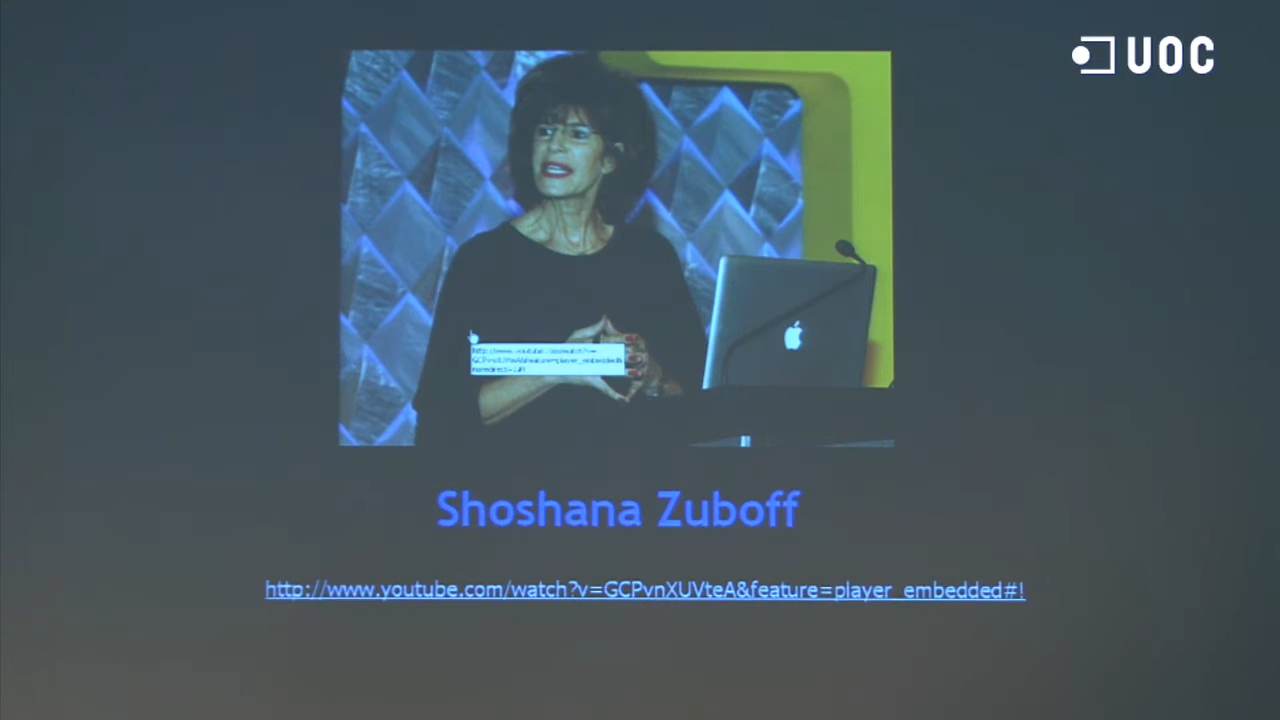 UOC
Shoshana Zuboff
http://www.youtube.com/watch?v=GCPvnXUVteA&feature=player_embedded#!